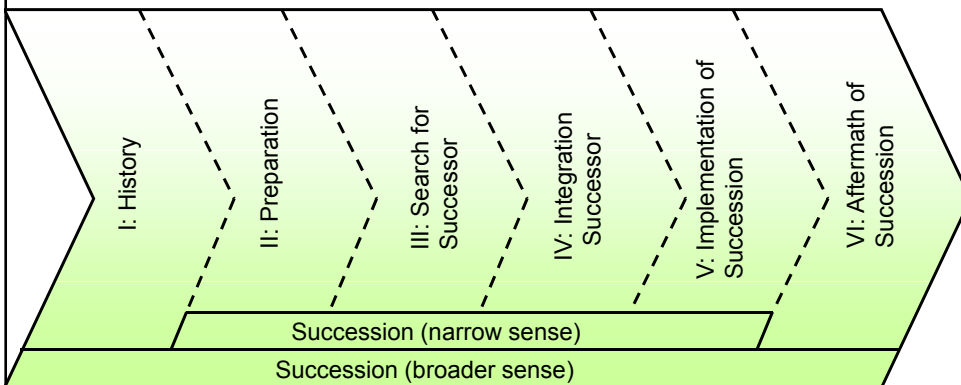 I: History
II: Preparation
III: Search for
Successor
IV: Integration
Successor
V: Implementation of
Succession
VI: Aftermath of
Succession
Succession (narrow sense)
Succession (broader sense)